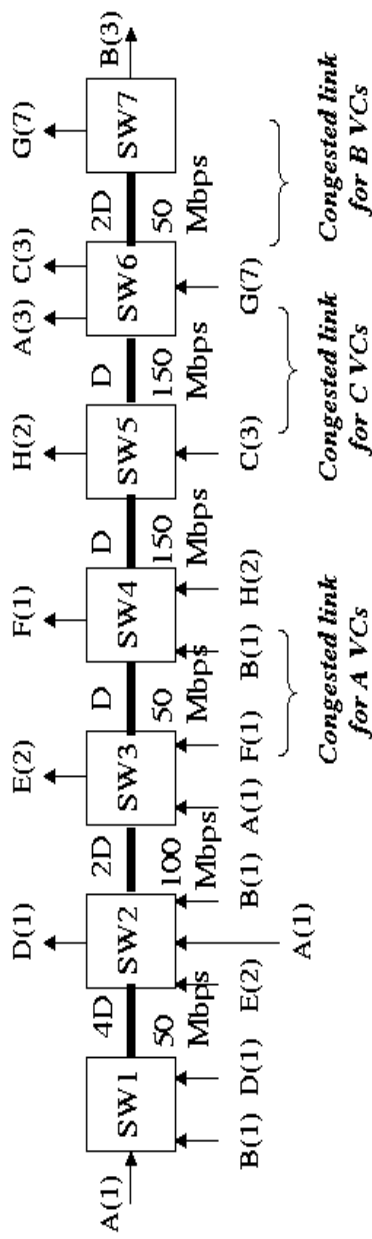 D(1) E(2) F(1) H(2) A(3) C(3) G(7)
4D 2D D D D 2D
A(1) SW1 SW2 SW3 SW4 SW5 SW6 SW7 B(3)
50 100 50 150 150 50
Mbps Mbps Mbps Mbps Mbps Mbps
B(1) D(1) E(2) B(1) A(1) F(1) B(1) H(2) C(3) G(7)
A(1)
Congested link
for A VCs
Congested link
for C VCs
Congested link
for B VCs